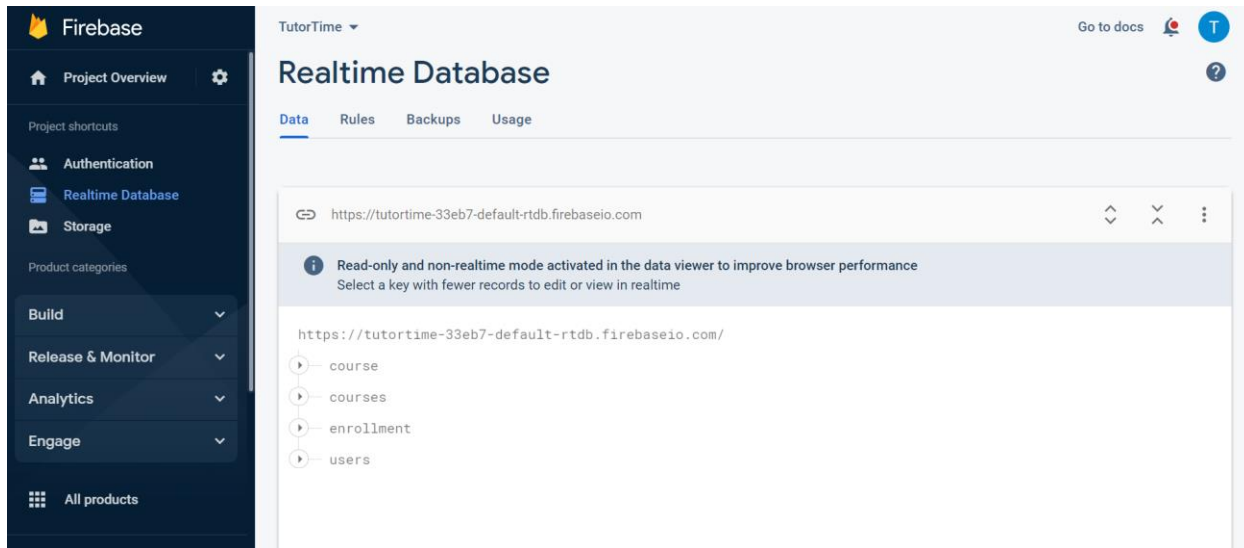 Firebase
Project Overview
Project shortcuts
Authentication
Realtime Database
Storage
Product categories
Build
Release & Monitor
Analytics
Engage
All products
TutorTime
Go to docs
T
Realtime Database
Data Rules Backups Usage
https://tutortime-33eb7-default-rtdb.firebaseio.com
Read-only and non-realtime mode activated in the data viewer to improve browser performance
Select a key with fewer records to edit or view in realtime
https://tutortime-33eb7-default-rtdb.firebaseio.com/
course
courses
enrollment
users